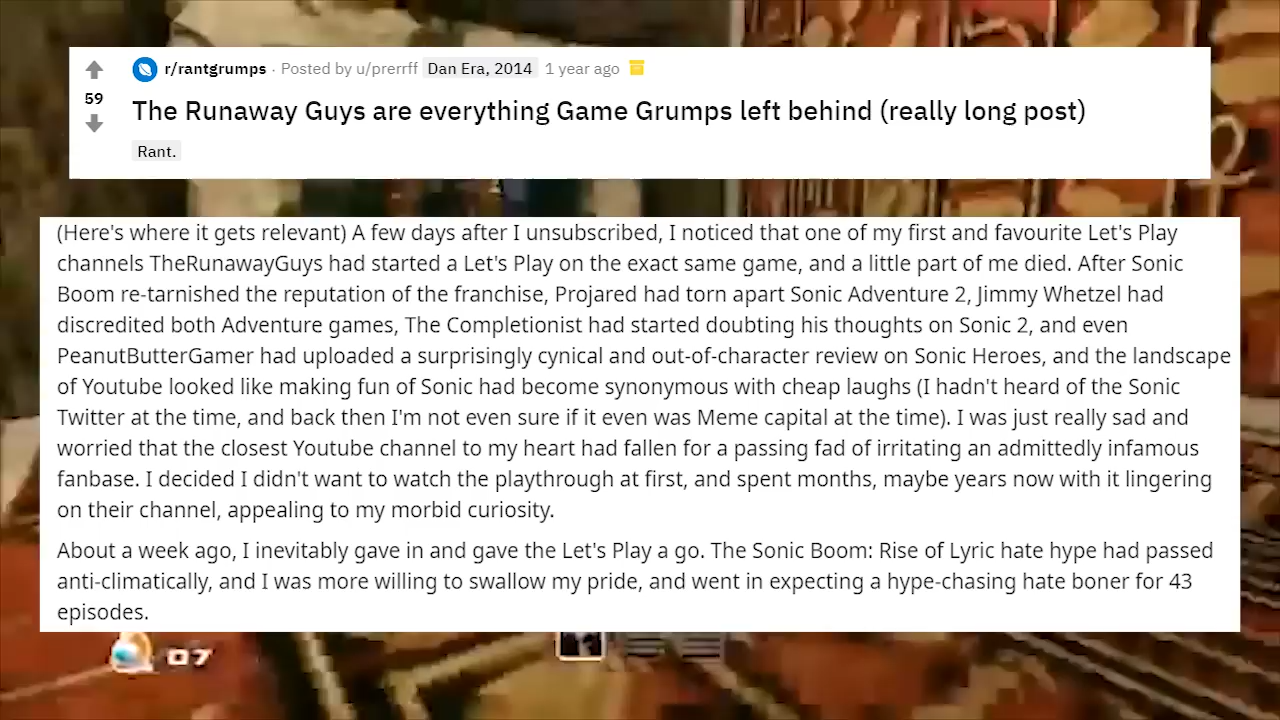 r/rantgrumps · Posted by u/prerrff Dan Era, 2014 1 year ago
59
The Runaway Guys are everything Game Grumps left behind (really long post)
Rant.
(Here's where it gets relevant) A few days after I unsubscribed, I noticed that one of my first and favourite Let's Play
channels TheRunawayGuys had started a Let's Play on the exact same game, and a little part of me died. After Sonic
Boom re-tarnished the reputation of the franchise, Projared had torn apart Sonic Adventure 2, Jimmy Whetzel had
discredited both Adventure games, The Completionist had started doubting his thoughts on Sonic 2, and even
PeanutButterGamer had uploaded a surprisingly cynical and out-of-character review on Sonic Heroes, and the landscape
of Youtube looked like making fun of Sonic had become synonymous with cheap laughs (I hadn't heard of the Sonic
Twitter at the time, and back then I'm not even sure if it even was Meme capital at the time). I was just really sad and
worried that the closest Youtube channel to my heart had fallen for a passing fad of irritating an admittedly infamous
fanbase. I decided I didn't want to watch the playthrough at first, and spent months, maybe years now with it lingering
on their channel, appealing to my morbid curiosity.
About a week ago, I inevitably gave in and gave the Let's Play a go. The Sonic Boom: Rise of Lyric hate hype had passed
anti-climatically, and I was more willing to swallow my pride, and went in expecting a hype-chasing hate boner for 43
episodes.
07